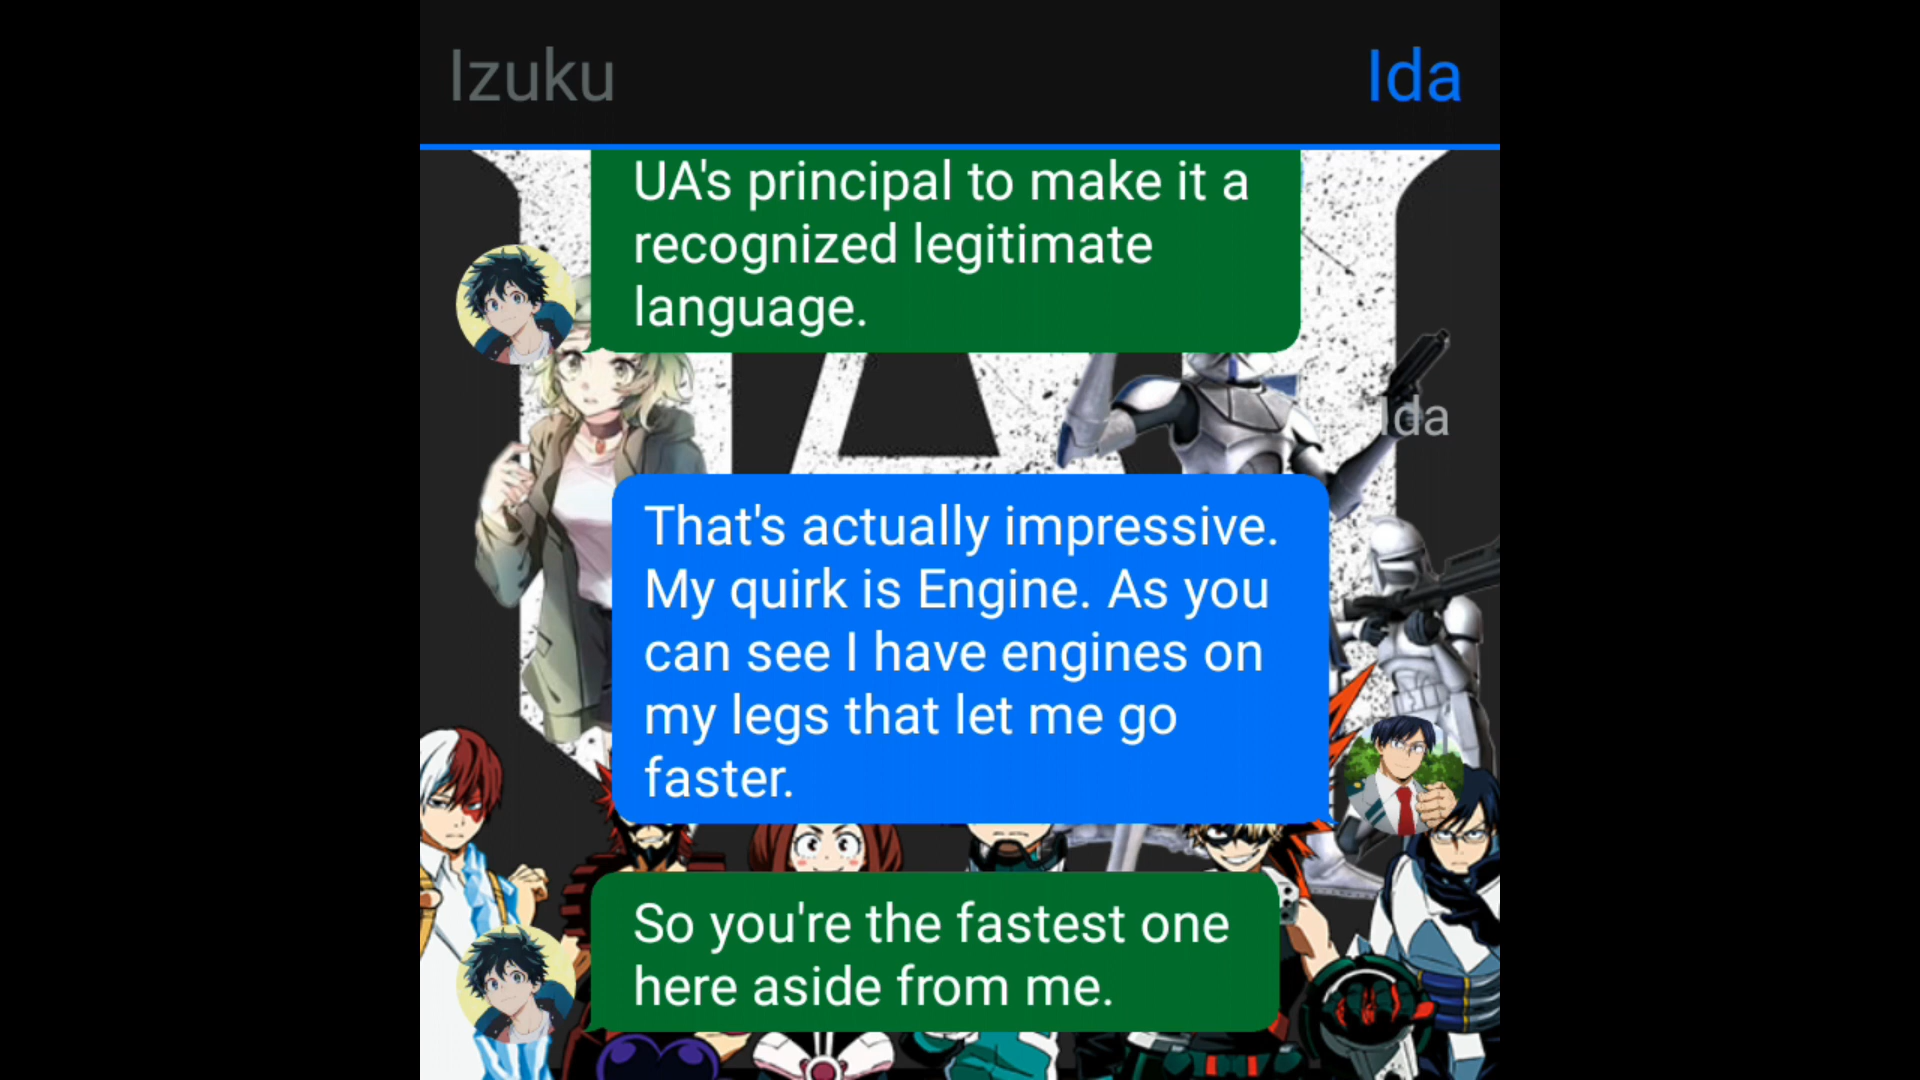 Izuku
Ida
UA's principal to make it a
recognized legitimate
language.
Ida
That's actually impressive.
My quirk is Engine. As you
can see I have engines on
my legs that let me go
faster.
So you're the fastest one
here aside from me.